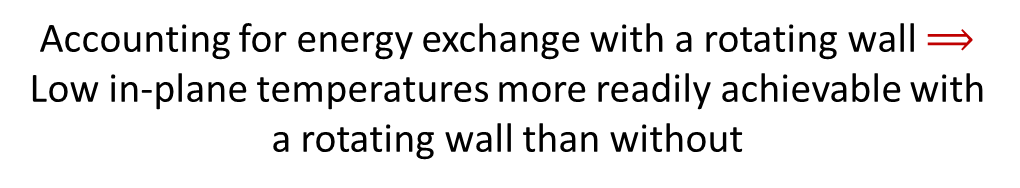 Accounting for energy exchange with a rotating wall ⟹
Low in-plane temperatures more readily achievable with
a rotating wall than without